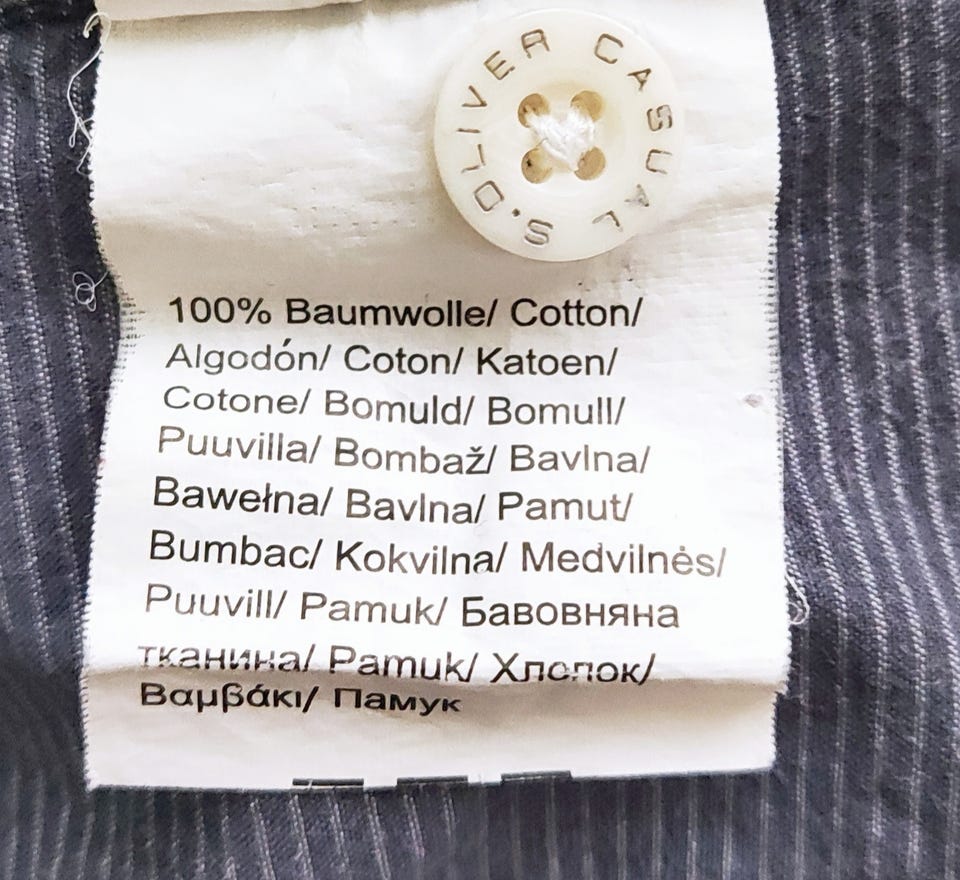 S.OLIVER CASUAL
100% Baumwolle/ Cotton/
Algodón/ Coton/ Katoen/
Cotone/ Bomuld/ Bomull/
Puuvilla/ Bombaž/ Bavlna/
Bawełna/ Bavlna/ Pamut/
Bumbac/ Kokvilna/ Medvilnės/
Puuvill/ Pamuk/ Бавовняна
тканина/ Pamuk/ Хлопок/
Βαμβάκι/ Памук